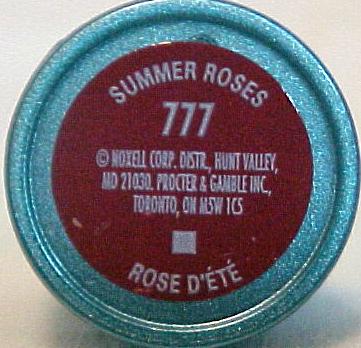 SUMMER ROSES
777
© NOXELL CORP. DISTR., HUNT VALLEY,
MD 21030. PROCTER & GAMBLE INC.,
TORONTO, ON M5W 1C5
ROSE D'ÉTÉ